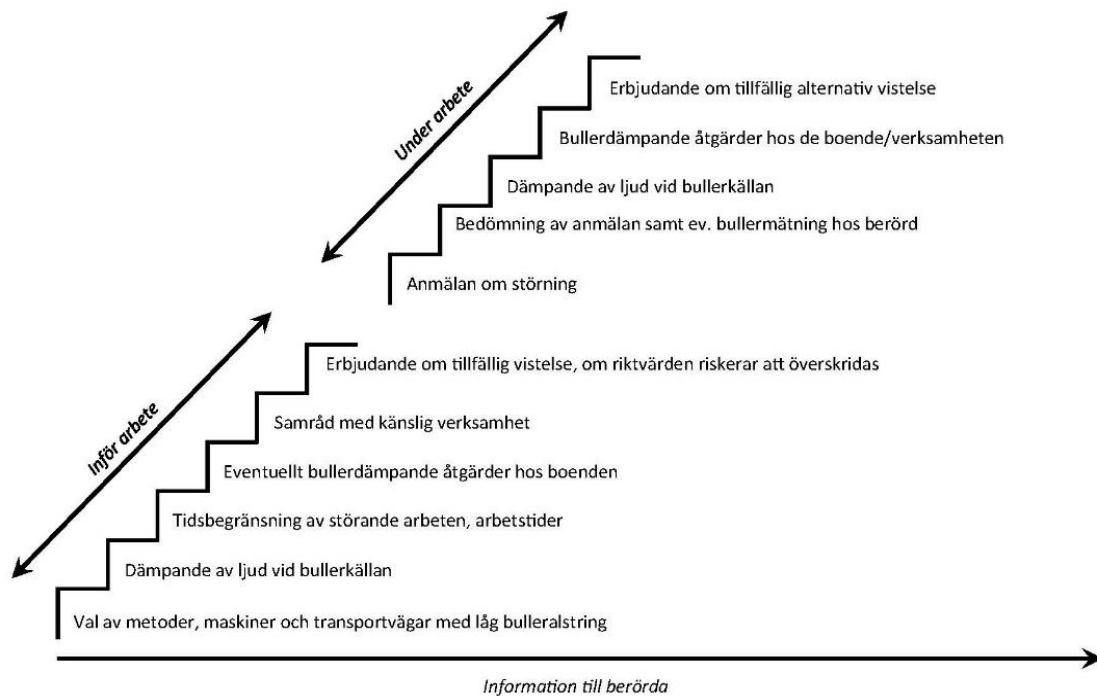 Under arbete
Erbjudande om tillfällig alternativ vistelse
Bullerdämpande åtgärder hos de boende/verksamheten
Dämpande av ljud vid bullerkällan
Bedömning av anmälan samt ev. bullermätning hos berörd
Anmälan om störning
Inför arbete
Erbjudande om tillfällig vistelse, om riktvärden riskerar att överskridas
Samråd med känslig verksamhet
Eventuellt bullerdämpande åtgärder hos boenden
Tidsbegränsning av störande arbeten, arbetstider
Dämpande av ljud vid bullerkällan
Val av metoder, maskiner och transportvägar med låg bulleralstring
Information till berörda